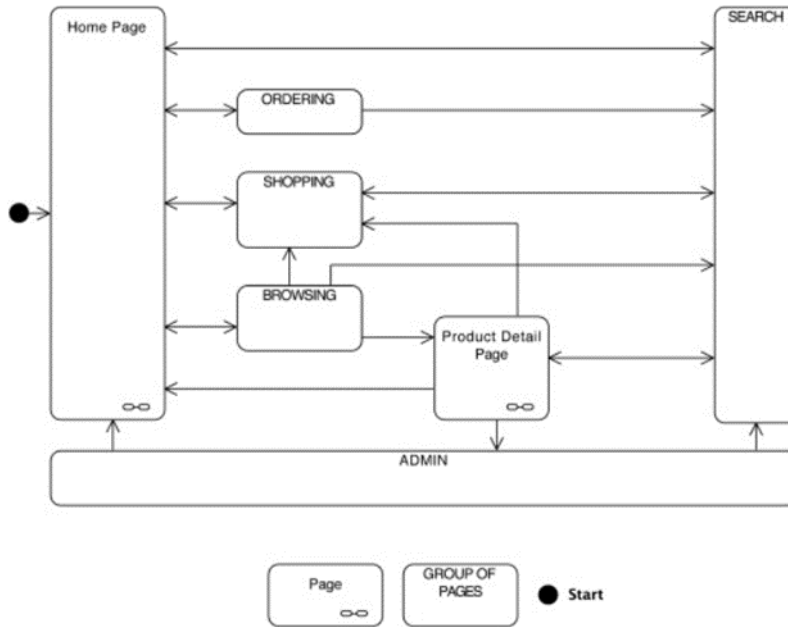 Home Page
SEARCH
ORDERING
SHOPPING
BROWSING
Product Detail
Page
ADMIN
Page
GROUP OF
PAGES
Start